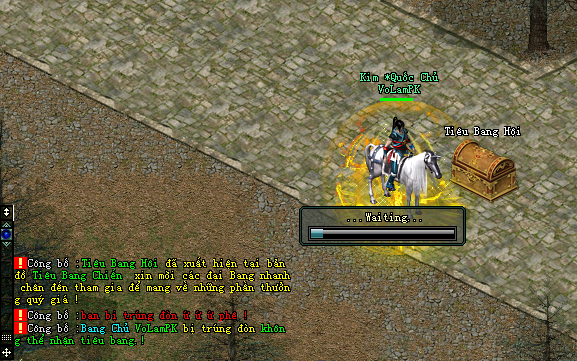 Kim *Quốc Chủ
VoLamPK
Tiêu Bang Hội
...Waiting...
Công bố :Tiêu Bang Hội đã xuất hiện tại bản
đồ Tiêu Bang Chiến xin mời các đại Bang nhanh
chân đến tham gia để mang về những phần thưởn
g quý giá !
Công bố :bạn bị trúng đòn ữ ữ ữ phê !
Công bố :Bang Chủ VoLamPK bị trúng đòn khôn
g thể nhận tiêu bang.!